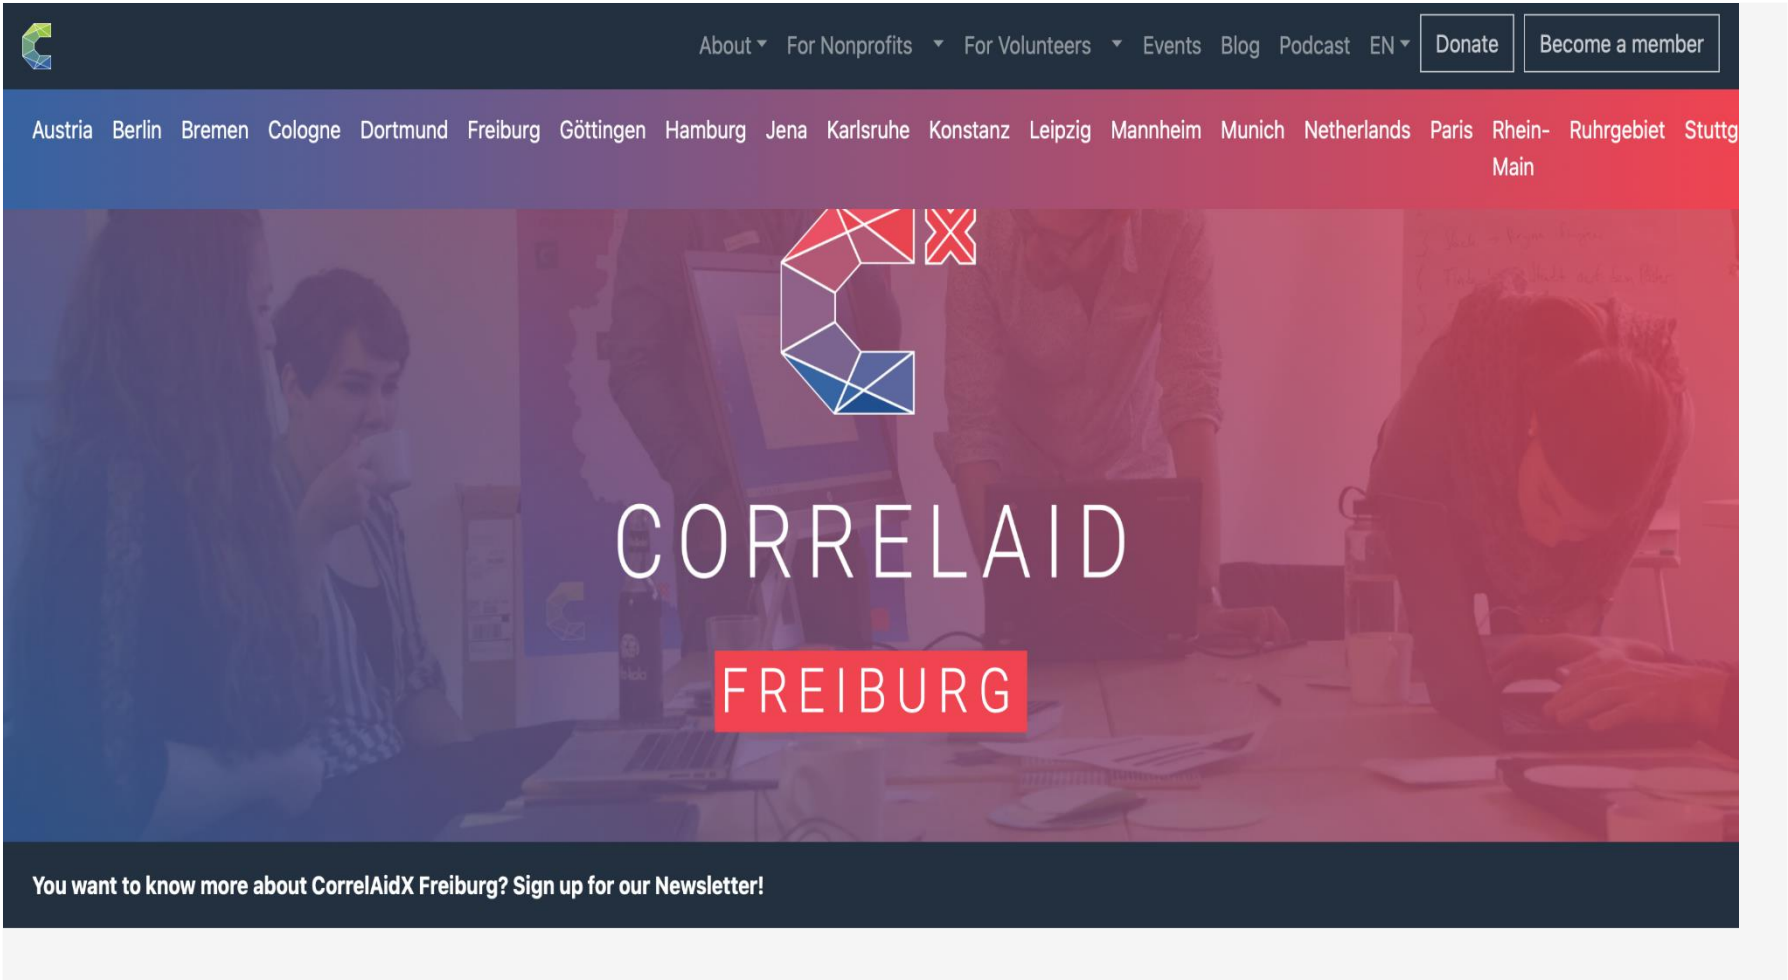 About For Nonprofits For Volunteers Events Blog Podcast EN Donate Become a member
Austria Berlin Bremen Cologne Dortmund Freiburg Göttingen Hamburg Jena Karlsruhe Konstanz Leipzig Mannheim Munich Netherlands Paris Rhein- Ruhrgebiet Stuttg
Main
X
CORRELAID
FREIBURG
You want to know more about CorrelAidX Freiburg? Sign up for our Newsletter!